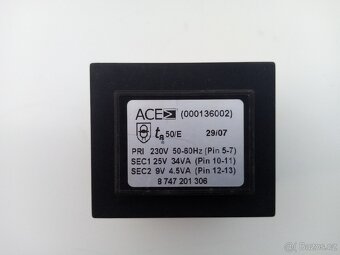 ACE (000136002)
ta 50/E 29/07
PRI 230V 50-60Hz (Pin 5-7)
SEC1 25V 34VA (Pin 10-11)
SEC2 9V 4.5VA (Pin 12-13)
8 747 201 306